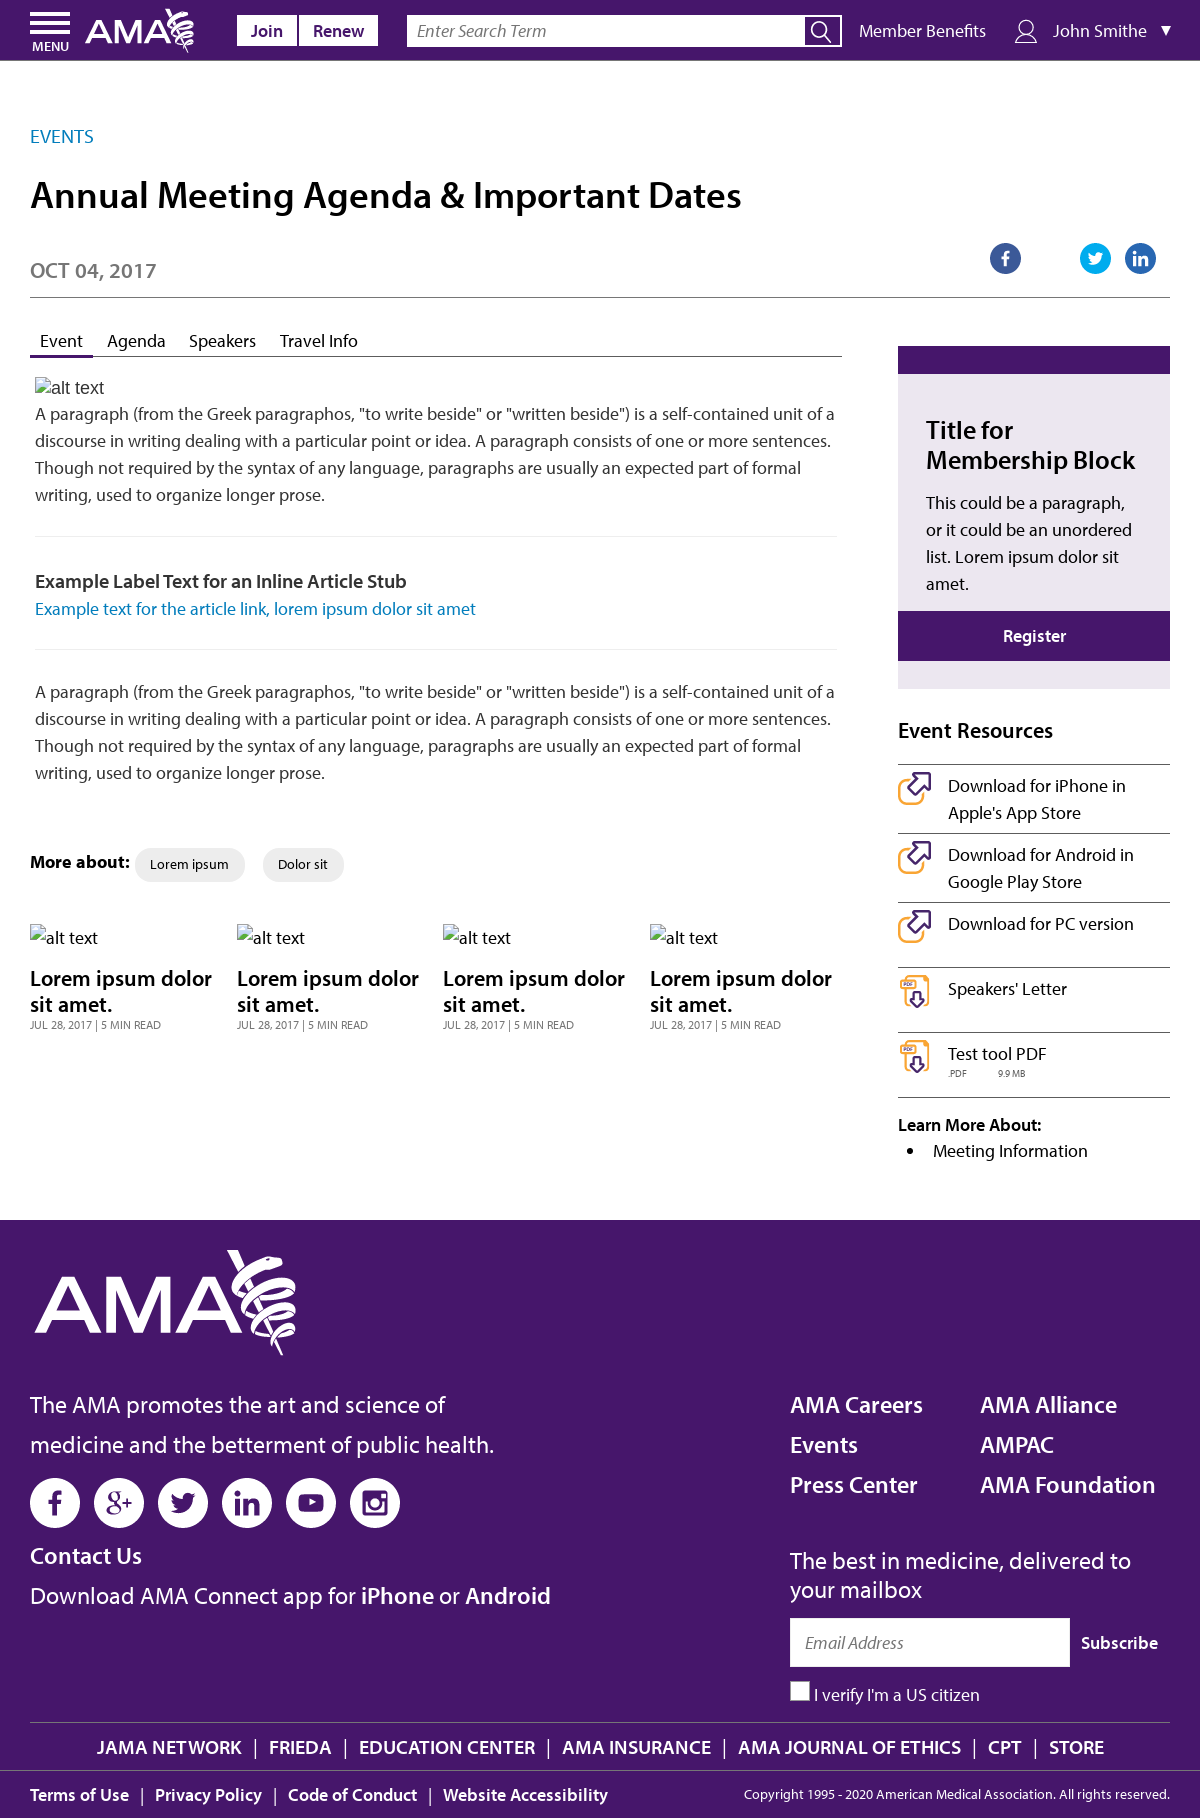 MENU
AMA
Join
Renew
Enter Search Term
Member Benefits
John Smithe ▼
EVENTS
Annual Meeting Agenda & Important Dates
OCT 04, 2017
Event
Agenda
Speakers
Travel Info
alt text
A paragraph (from the Greek paragraphos, "to write beside" or "written beside") is a self-contained unit of a
discourse in writing dealing with a particular point or idea. A paragraph consists of one or more sentences.
Though not required by the syntax of any language, paragraphs are usually an expected part of formal
writing, used to organize longer prose.
Example Label Text for an Inline Article Stub
Example text for the article link, lorem ipsum dolor sit amet
A paragraph (from the Greek paragraphos, "to write beside" or "written beside") is a self-contained unit of a
discourse in writing dealing with a particular point or idea. A paragraph consists of one or more sentences.
Though not required by the syntax of any language, paragraphs are usually an expected part of formal
writing, used to organize longer prose.
More about:
Lorem ipsum
Dolor sit
alt text
Lorem ipsum dolor
sit amet.
JUL 28, 2017 | 5 MIN READ
alt text
Lorem ipsum dolor
sit amet.
JUL 28, 2017 | 5 MIN READ
alt text
Lorem ipsum dolor
sit amet.
JUL 28, 2017 | 5 MIN READ
alt text
Lorem ipsum dolor
sit amet.
JUL 28, 2017 | 5 MIN READ
Title for
Membership Block
This could be a paragraph,
or it could be an unordered
list. Lorem ipsum dolor sit
amet.
Register
Event Resources
Download for iPhone in
Apple's App Store
Download for Android in
Google Play Store
Download for PC version
PDF
Speakers' Letter
PDF
Test tool PDF
.PDF 9.9 MB
Learn More About:
• Meeting Information
AMA
The AMA promotes the art and science of
medicine and the betterment of public health.
Contact Us
Download AMA Connect app for iPhone or Android
AMA Careers
Events
Press Center
AMA Alliance
AMPAC
AMA Foundation
The best in medicine, delivered to
your mailbox
Email Address
Subscribe
I verify I'm a US citizen
JAMA NETWORK | FRIEDA | EDUCATION CENTER | AMA INSURANCE | AMA JOURNAL OF ETHICS | CPT | STORE
Terms of Use | Privacy Policy | Code of Conduct | Website Accessibility
Copyright 1995 - 2020 American Medical Association. All rights reserved.